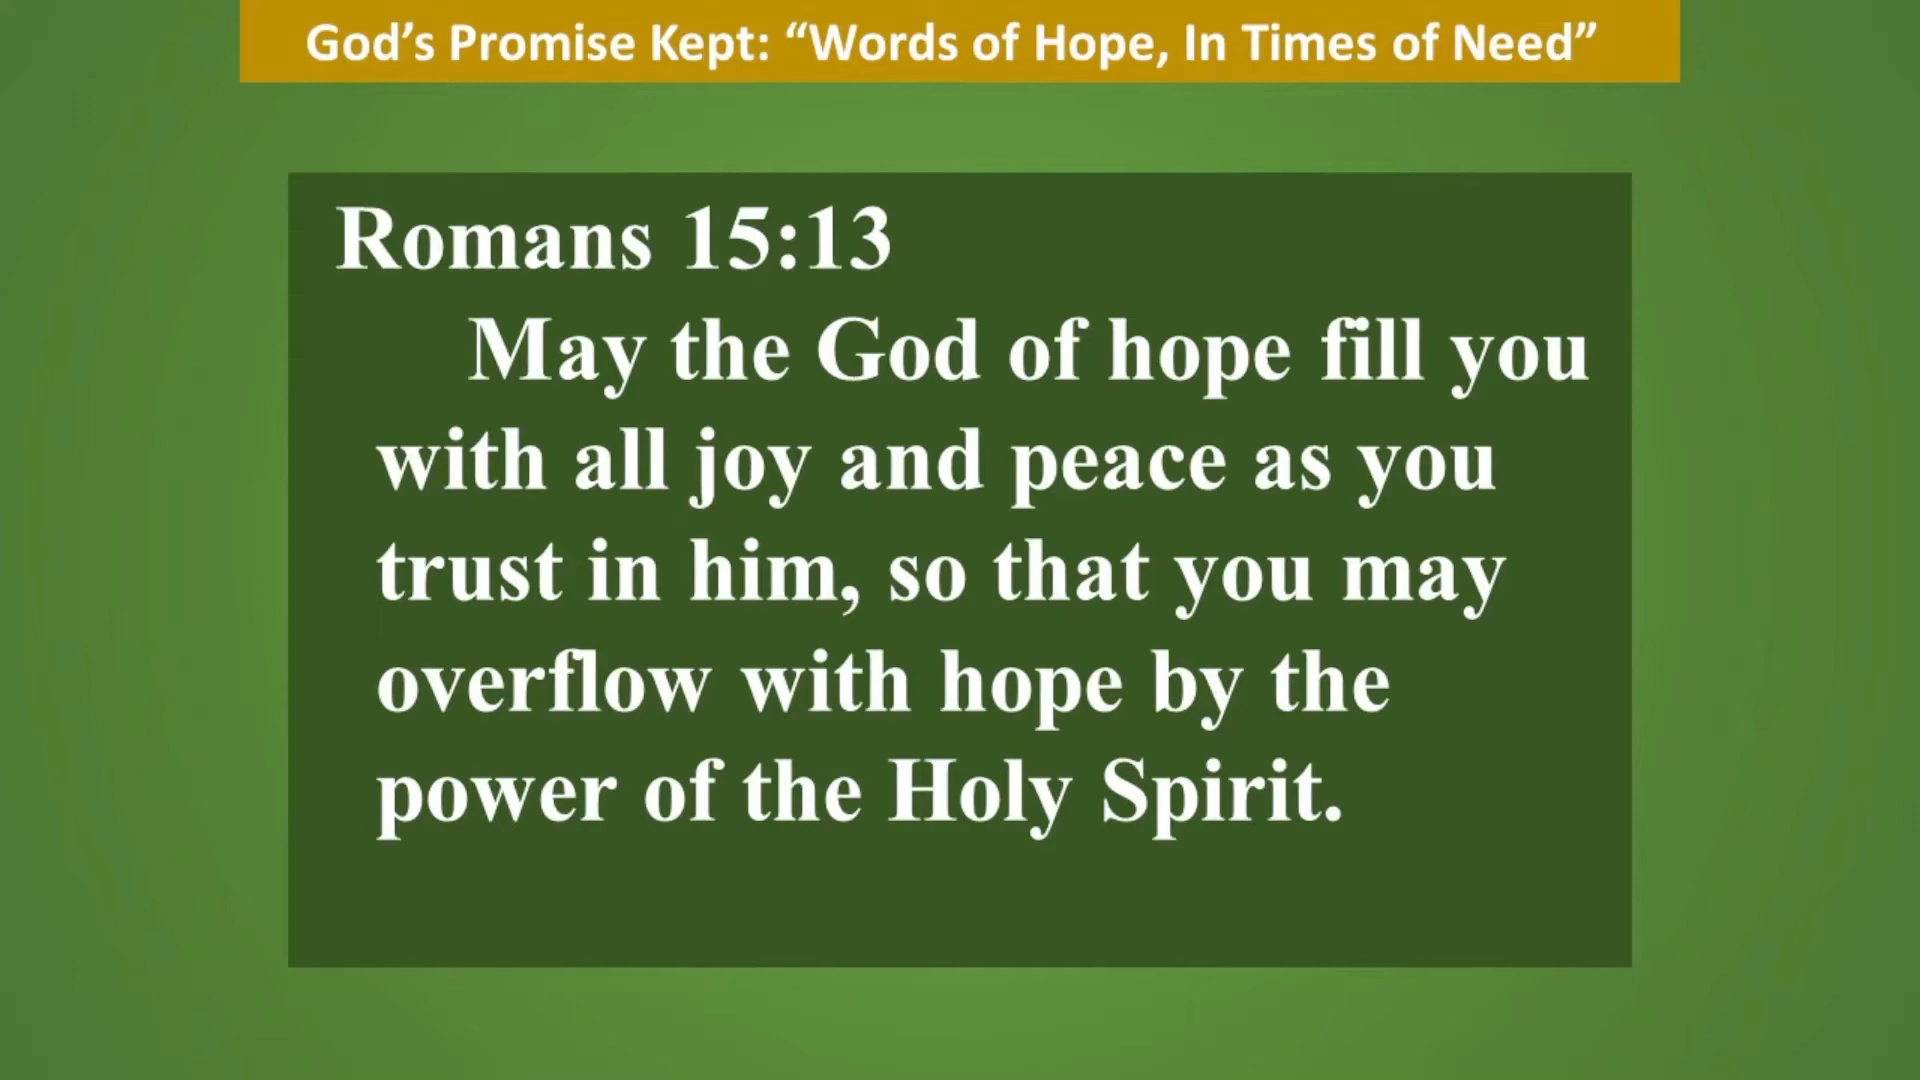 God’s Promise Kept: “Words of Hope, In Times of Need”
Romans 15:13
May the God of hope fill you
with all joy and peace as you
trust in him, so that you may
overflow with hope by the
power of the Holy Spirit.